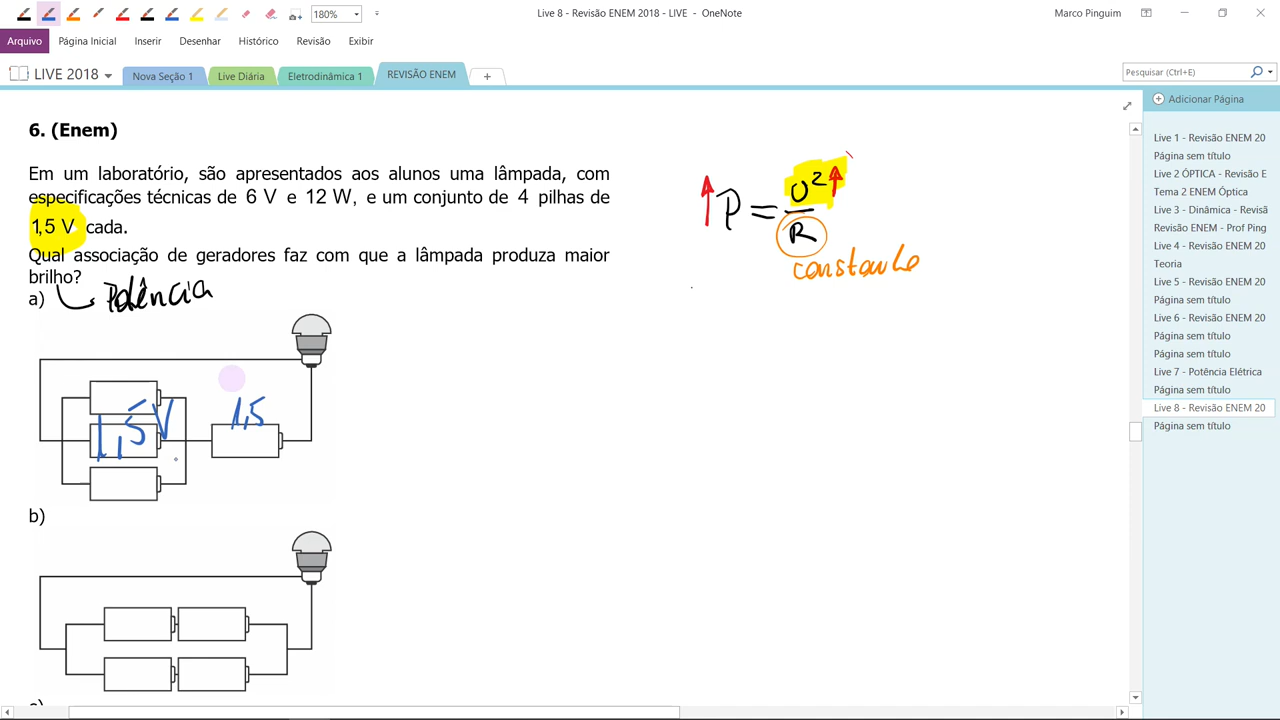 180%
Live 8 - Revisão ENEM 2018 - LIVE - OneNote
Marco Pinguim
Arquivo Página Inicial Inserir Desenhar Histórico Revisão Exibir
LIVE 2018 Nova Seção 1 Live Diária Eletrodinâmica 1 REVISÃO ENEM +
Pesquisar (Ctrl+E)
6. (Enem)
Em um laboratório, são apresentados aos alunos uma lâmpada, com
especificações técnicas de 6 V e 12 W, e um conjunto de 4 pilhas de
1,5 V cada.
Qual associação de geradores faz com que a lâmpada produza maior
brilho?
a) Potência
P = U²
R
constante
1,5 V 1,5
b)
Adicionar Página
Live 1 - Revisão ENEM 20
Página sem título
Live 2 ÓPTICA - Revisão E
Tema 2 ENEM Óptica
Live 3 - Dinâmica - Revisã
Revisão ENEM - Prof Ping
Live 4 - Revisão ENEM 20
Teoria
Live 5 - Revisão ENEM 20
Página sem título
Live 6 - Revisão ENEM 20
Página sem título
Página sem título
Live 7 - Potência Elétrica
Página sem título
Live 8 - Revisão ENEM 20
Página sem título